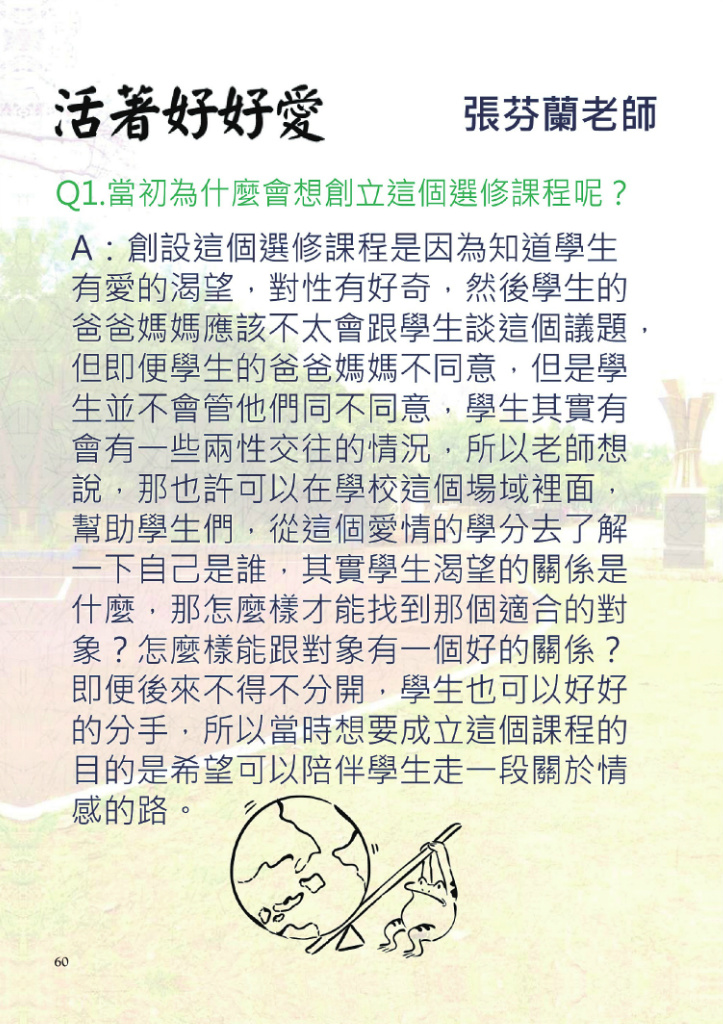 活著好好愛
張芬蘭老師
Q1.當初為什麼會想創立這個選修課程呢？
A：創設這個選修課程是因為知道學生
有愛的渴望，對性有好奇，然後學生的
爸爸媽媽應該不太會跟學生談這個議題，
但即便學生的爸爸媽媽不同意，但是學
生並不會管他們同不同意，學生其實有
會有一些兩性交往的情況，所以老師想
說，那也許可以在學校這個場域裡面，
幫助學生們，從這個愛情的學分去了解
一下自己是誰，其實學生渴望的關係是
什麼，那怎麼樣才能找到那個適合的對
象？怎麼樣能跟對象有一個好的關係？
即便後來不得不分開，學生也可以好好
的分手，所以當時想要成立這個課程的
目的是希望可以陪伴學生走一段關於情
感的路。
60